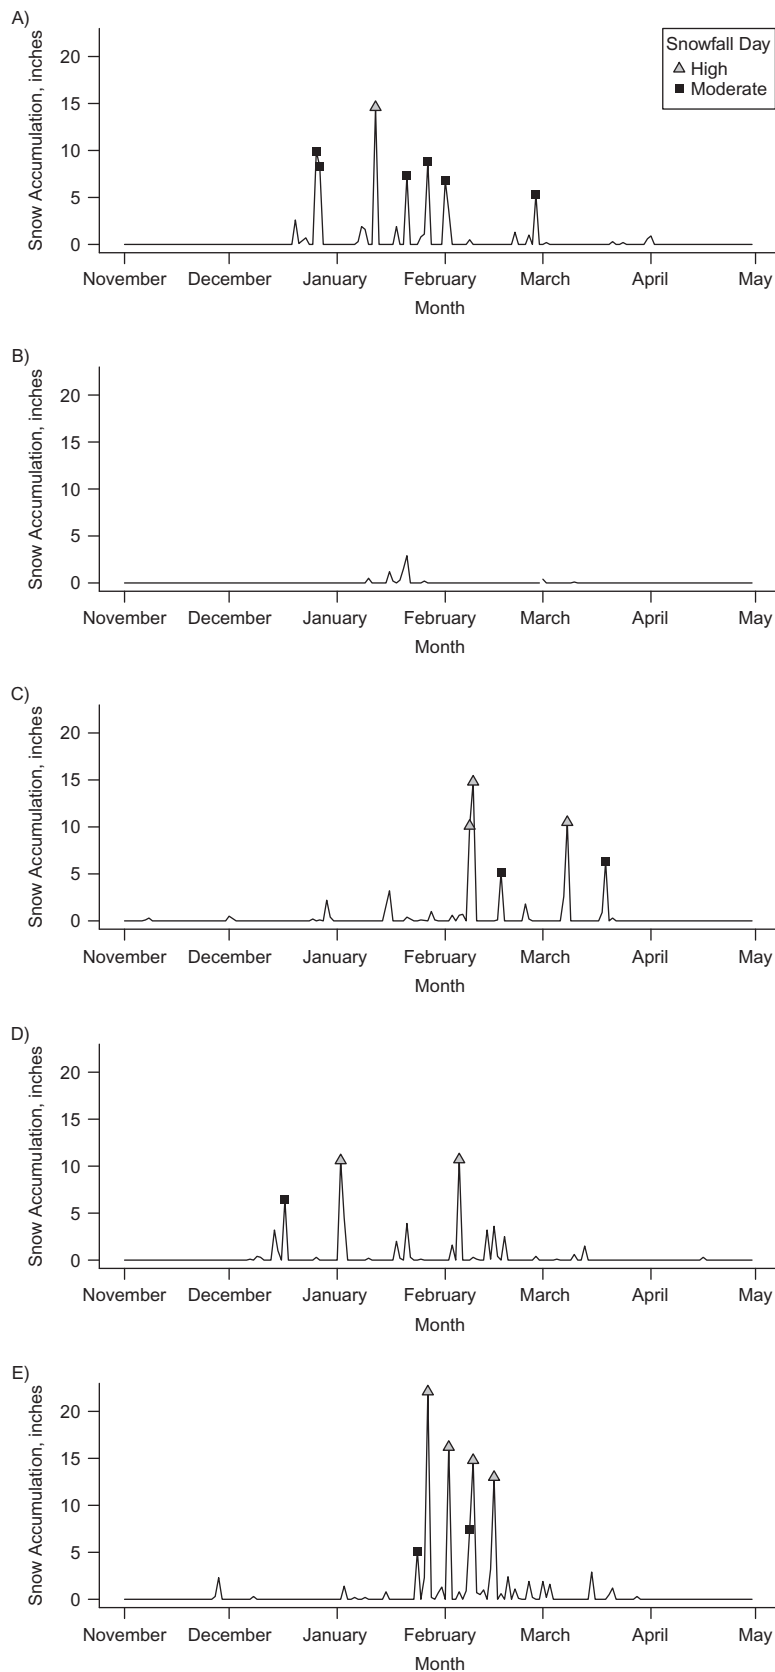 A)
Snow Accumulation, inches
20
15
10
5
0
November December January February March April May
Month
Snowfall Day
High
Moderate
B)
Snow Accumulation, inches
20
15
10
5
0
November December January February March April May
Month
C)
Snow Accumulation, inches
20
15
10
5
0
November December January February March April May
Month
D)
Snow Accumulation, inches
20
15
10
5
0
November December January February March April May
Month
E)
Snow Accumulation, inches
20
15
10
5
0
November December January February March April May
Month